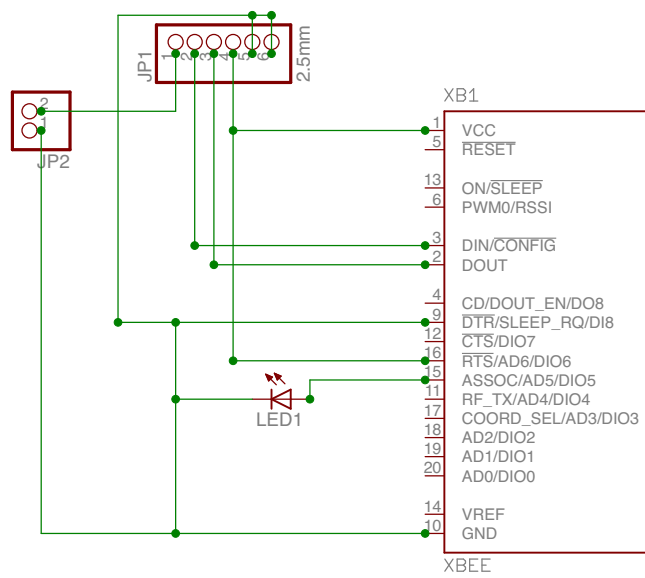 JP1
1 2 3 4 5 6
2.5mm
2
1
JP2
XB1
1 VCC
5 RESET
13 ON/SLEEP
6 PWM0/RSSI
3 DIN/CONFIG
2 DOUT
4 CD/DOUT_EN/DO8
9 DTR/SLEEP_RQ/DI8
12 CTS/DIO7
16 RTS/AD6/DIO6
15 ASSOC/AD5/DIO5
11 RF_TX/AD4/DIO4
17 COORD_SEL/AD3/DIO3
18 AD2/DIO2
19 AD1/DIO1
20 AD0/DIO0
14 VREF
10 GND
LED1
XBEE